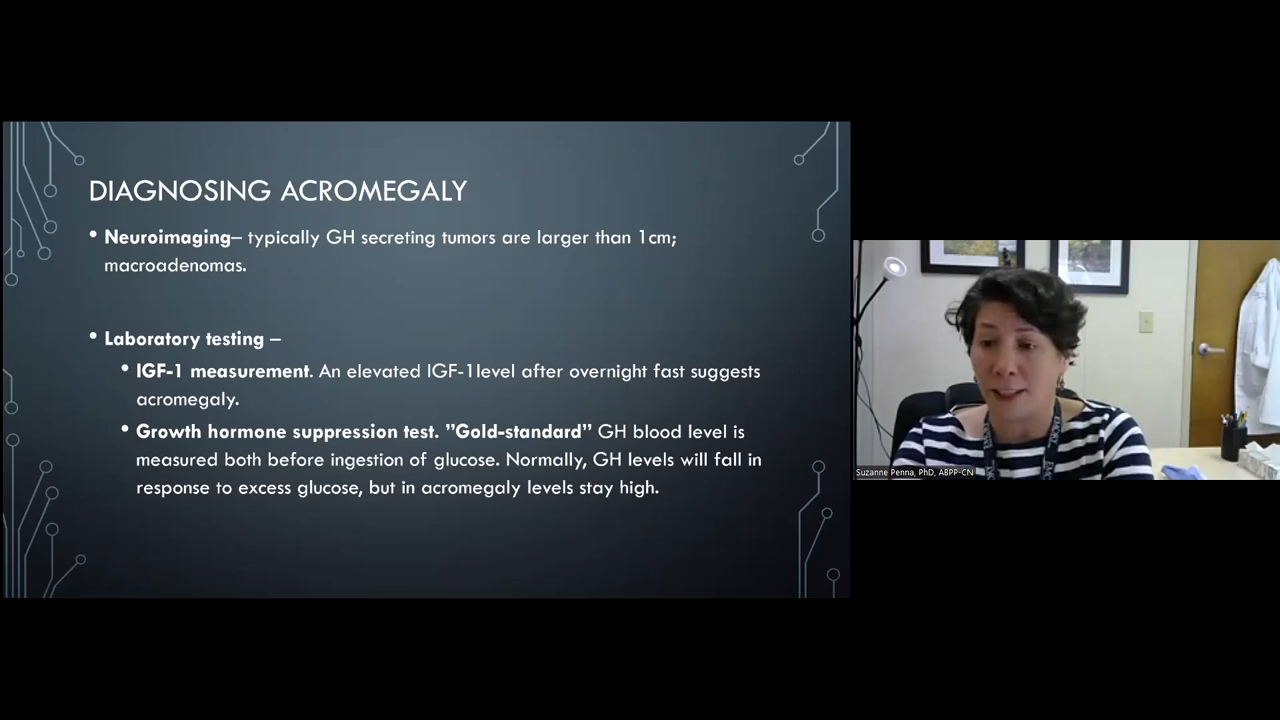 DIAGNOSING ACROMEGALY
• Neuroimaging– typically GH secreting tumors are larger than 1cm;
macroadenomas.
• Laboratory testing –
• IGF-1 measurement. An elevated IGF-1level after overnight fast suggests
acromegaly.
• Growth hormone suppression test. ”Gold-standard” GH blood level is
measured both before ingestion of glucose. Normally, GH levels will fall in
response to excess glucose, but in acromegaly levels stay high.
Suzanne Penna, PhD, ABPP-CN
EMORY